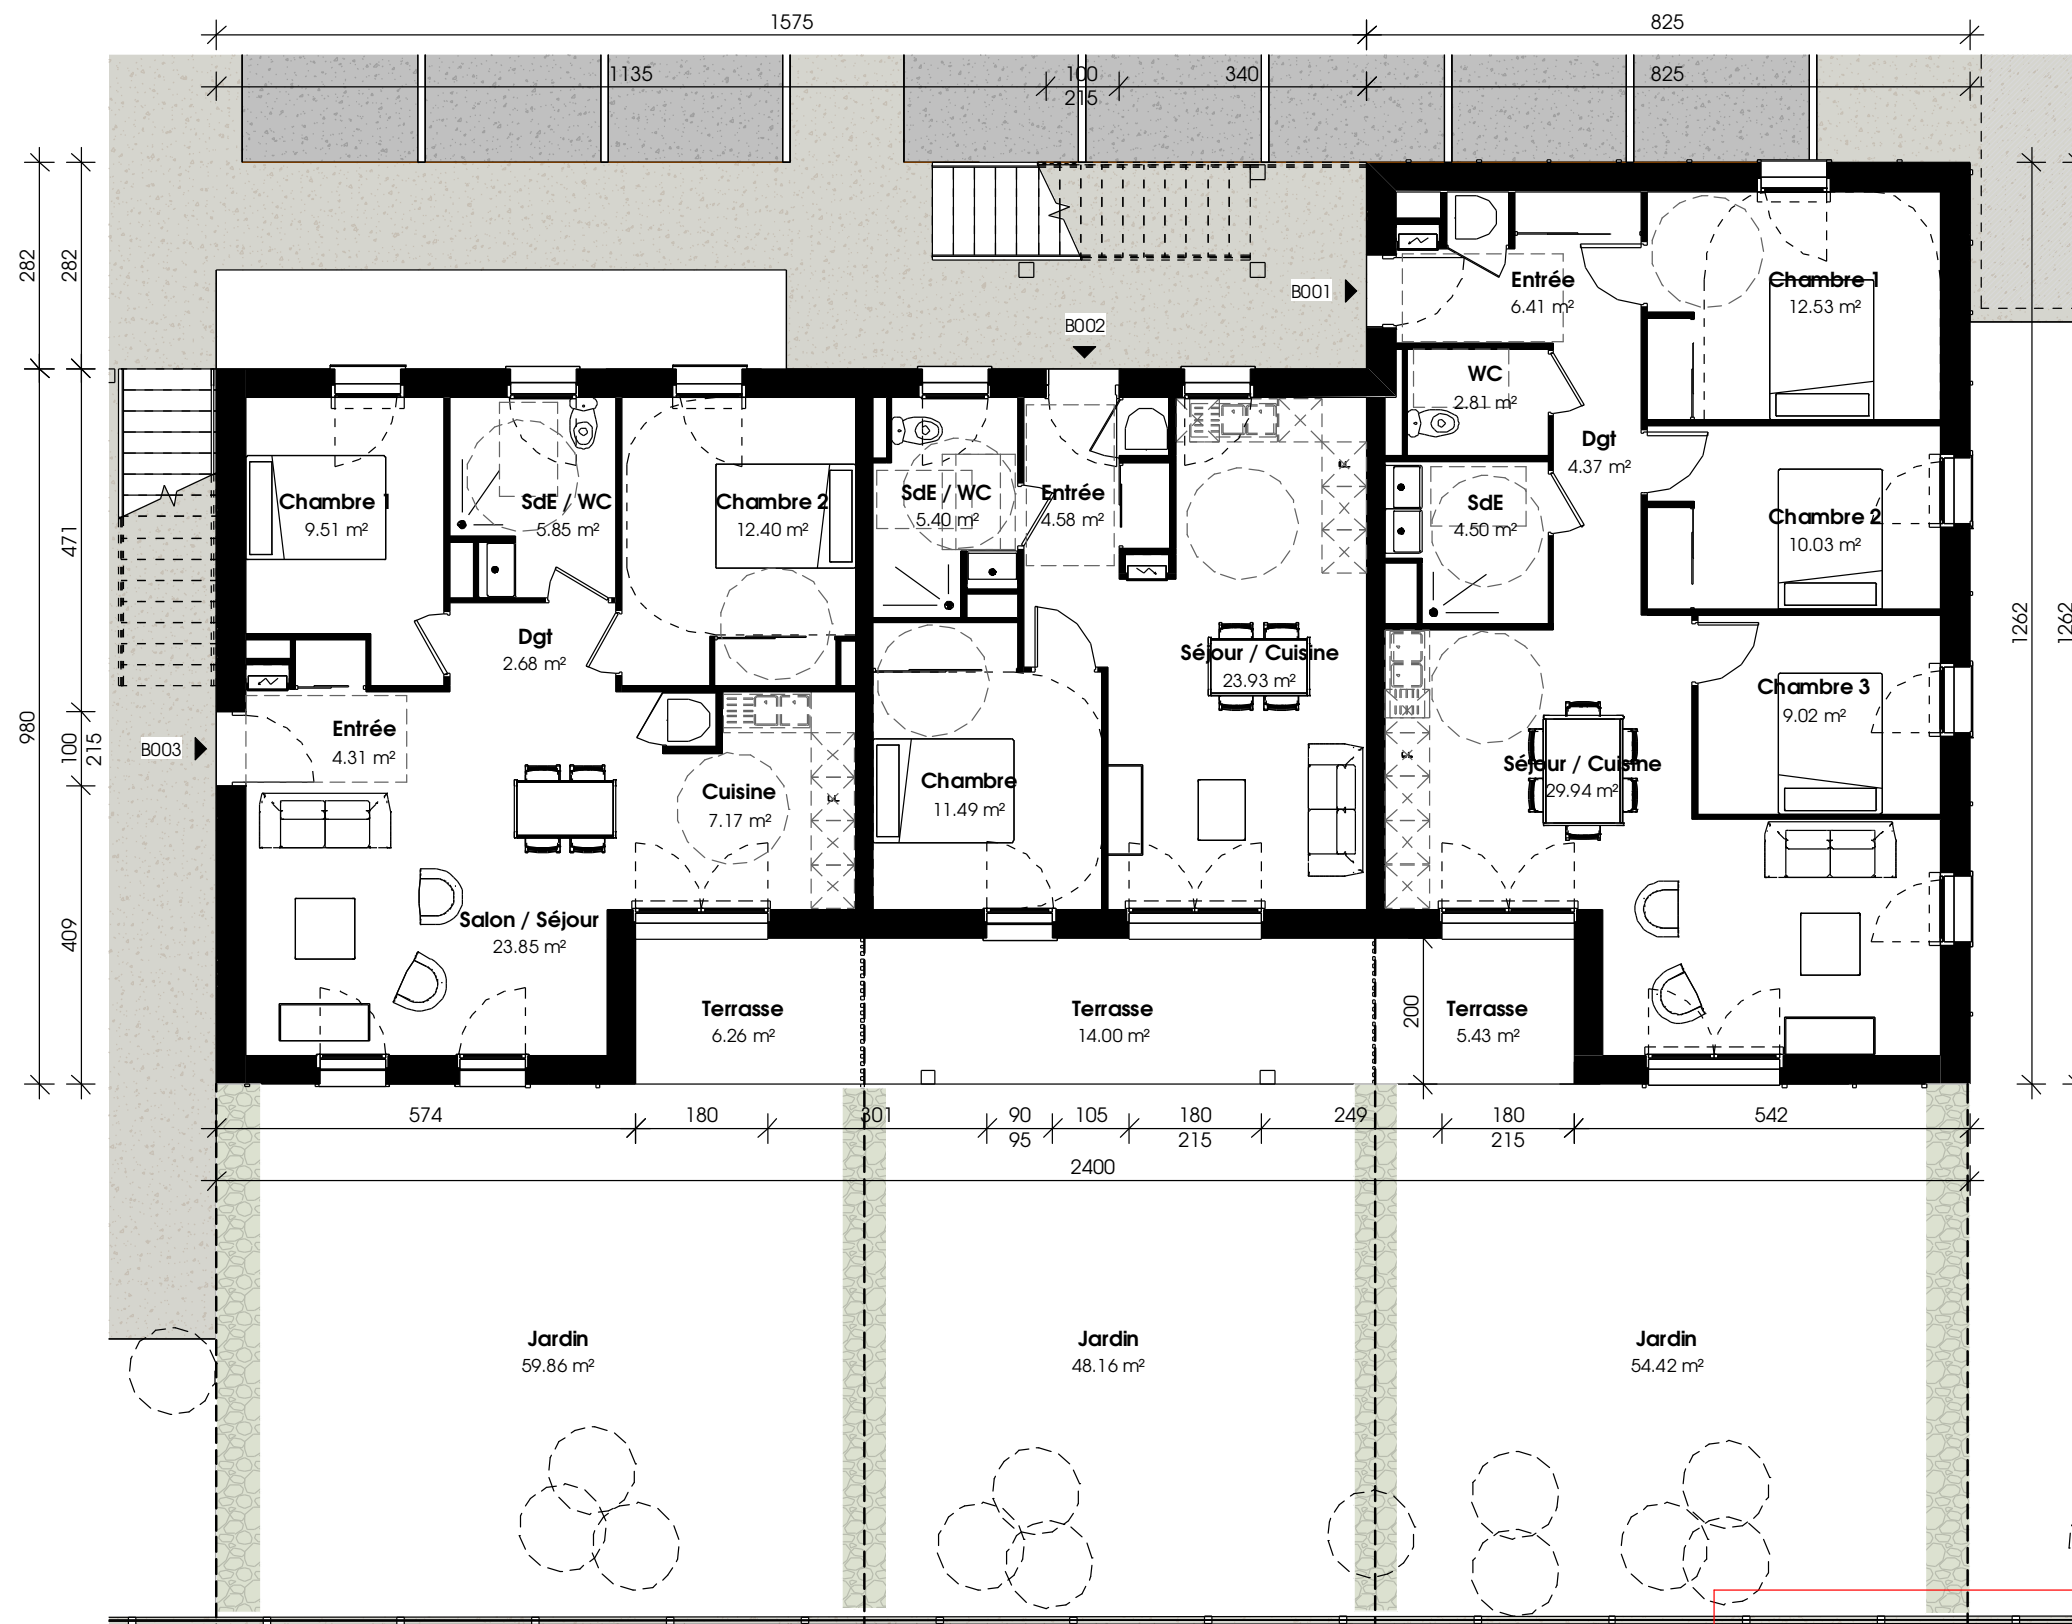 1575
825
1135
100
215
340
825
282
282
B001
B002
Entrée
6.41 m²
Chambre 1
12.53 m²
WC
2.81 m²
Dgt
4.37 m²
Chambre 1
9.51 m²
SdE / WC
5.85 m²
Chambre 2
12.40 m²
SdE / WC
5.40 m²
Entrée
4.58 m²
SdE
4.50 m²
Chambre 2
10.03 m²
471
980
1262
1262
Dgt
2.68 m²
Séjour / Cuisine
23.93 m²
Chambre 3
9.02 m²
B003
100
215
Entrée
4.31 m²
Cuisine
7.17 m²
Chambre
11.49 m²
Séjour / Cuisine
29.94 m²
409
Salon / Séjour
23.85 m²
Terrasse
6.26 m²
Terrasse
14.00 m²
200
Terrasse
5.43 m²
574
180
301
90
95
105
180
215
249
180
215
542
2400
Jardin
59.86 m²
Jardin
48.16 m²
Jardin
54.42 m²